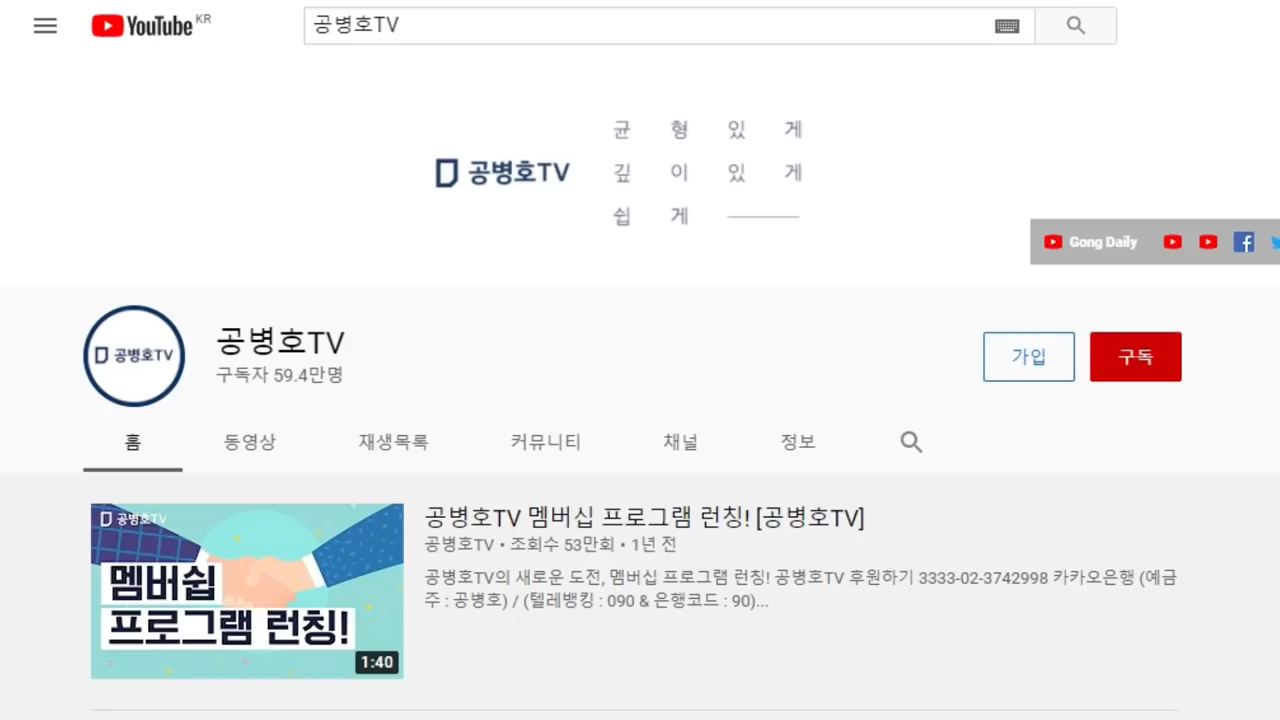 YouTube KR
공병호TV
균형있게
공병호TV
깊이있게
쉽게
Gong Daily
공병호TV
공병호TV
구독자 59.4만명
가입
구독
홈
동영상
재생목록
커뮤니티
채널
정보
공병호TV
멤버쉽
프로그램 런칭!
1:40
공병호TV 멤버십 프로그램 런칭! [공병호TV]
공병호TV • 조회수 53만회 • 1년 전
공병호TV의 새로운 도전, 멤버십 프로그램 런칭! 공병호TV 후원하기 3333-02-3742998 카카오은행 (예금
주 : 공병호) / (텔레뱅킹 : 090 & 은행코드 : 90)...